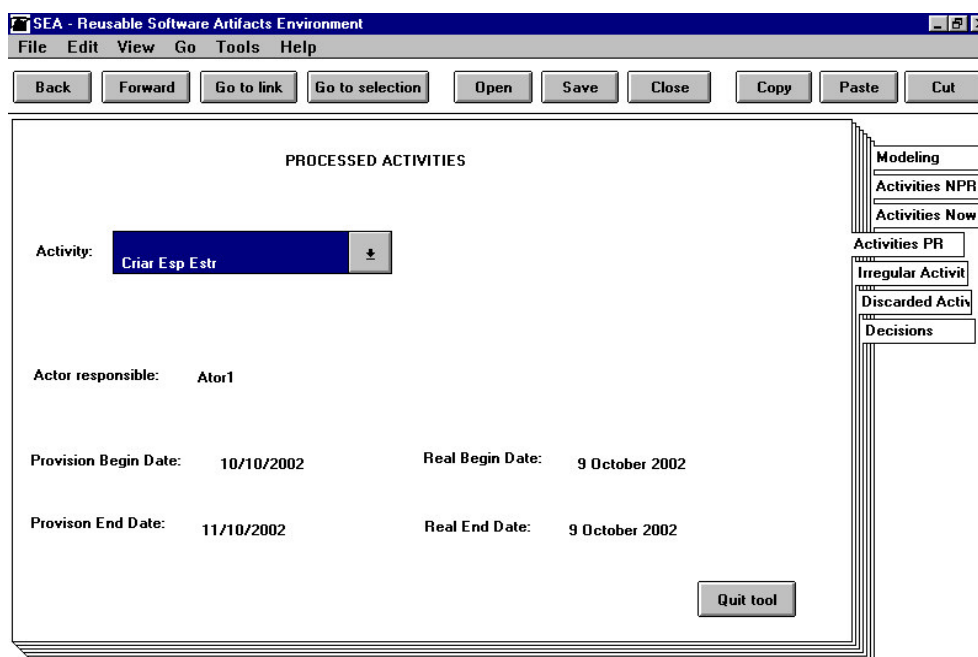 SEA - Reusable Software Artifacts Environment
File Edit View Go Tools Help
Back Forward Go to link Go to selection Open Save Close Copy Paste Cut
PROCESSED ACTIVITIES
Modeling
Activities NPR
Activities Now
Activities PR
Irregular Activit
Discarded Activ
Decisions
Activity: Criar Esp Estr
Actor responsible: Ator1
Provision Begin Date: 10/10/2002 Real Begin Date: 9 October 2002
Provison End Date: 11/10/2002 Real End Date: 9 October 2002
Quit tool